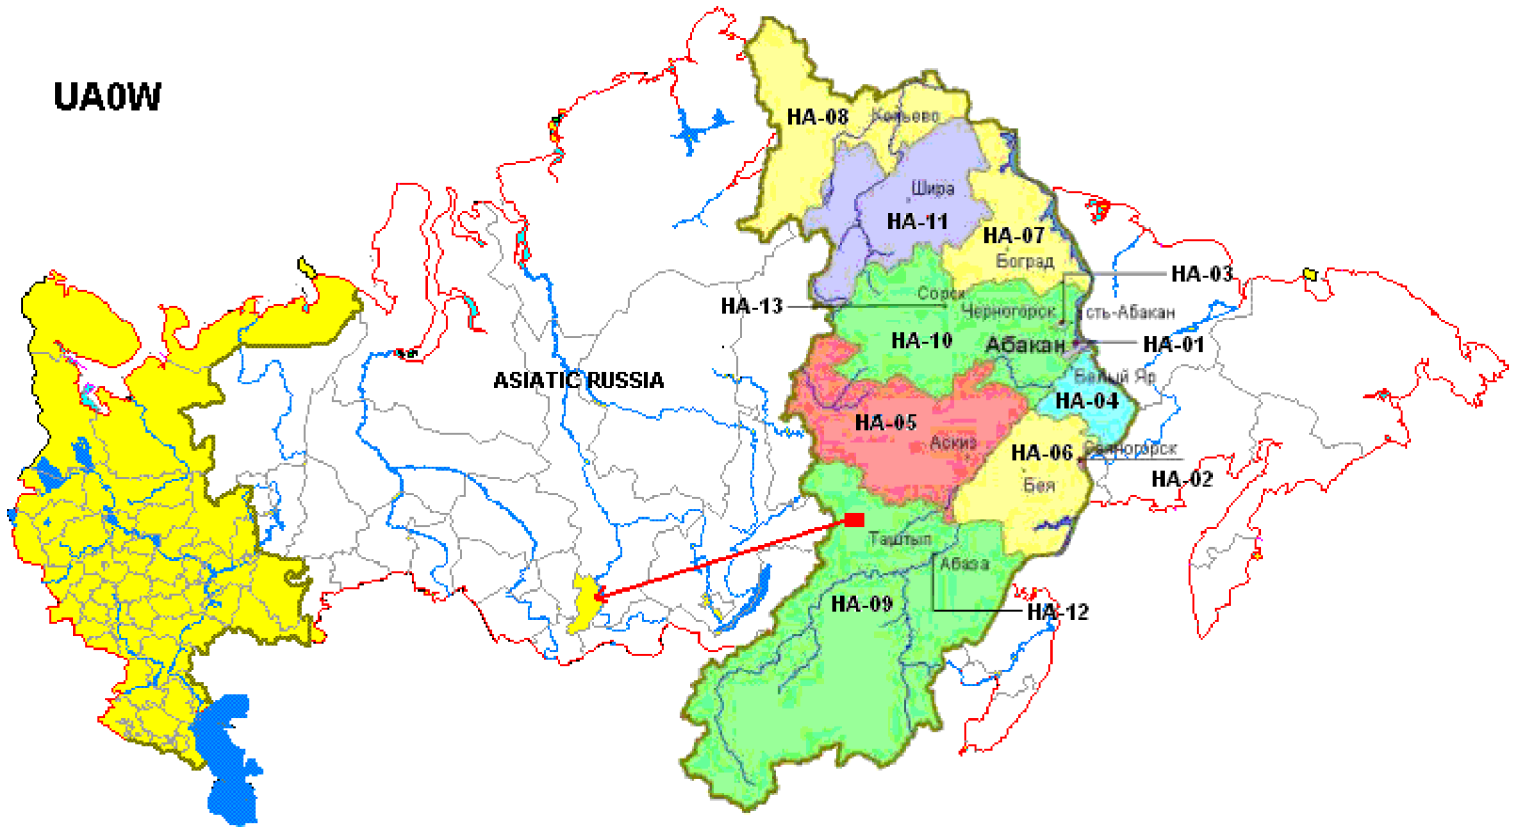 UA0W
HA-08
Копьево
Шира
HA-11
HA-07
Боград
HA-03
HA-13
Сорск
Черногорск
сть-Абакан
HA-10
Абакан
HA-01
Белый Яр
ASIATIC RUSSIA
HA-04
HA-05
Аскиз
HA-06
Саяногорск
HA-02
Бея
Таштып
Абаза
HA-09
HA-12